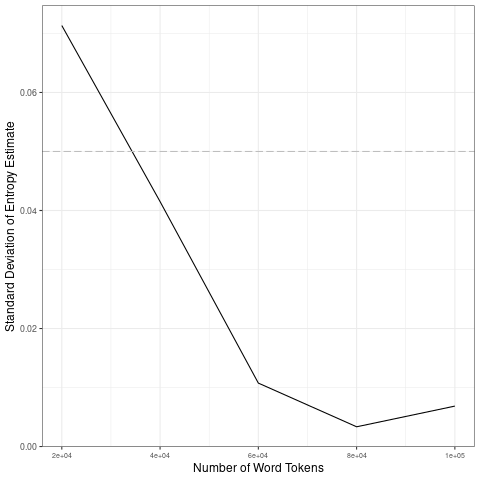 Standard Deviation of Entropy Estimate
0.06
0.04
0.02
0.00
2e+04 4e+04 6e+04 8e+04 1e+05
Number of Word Tokens